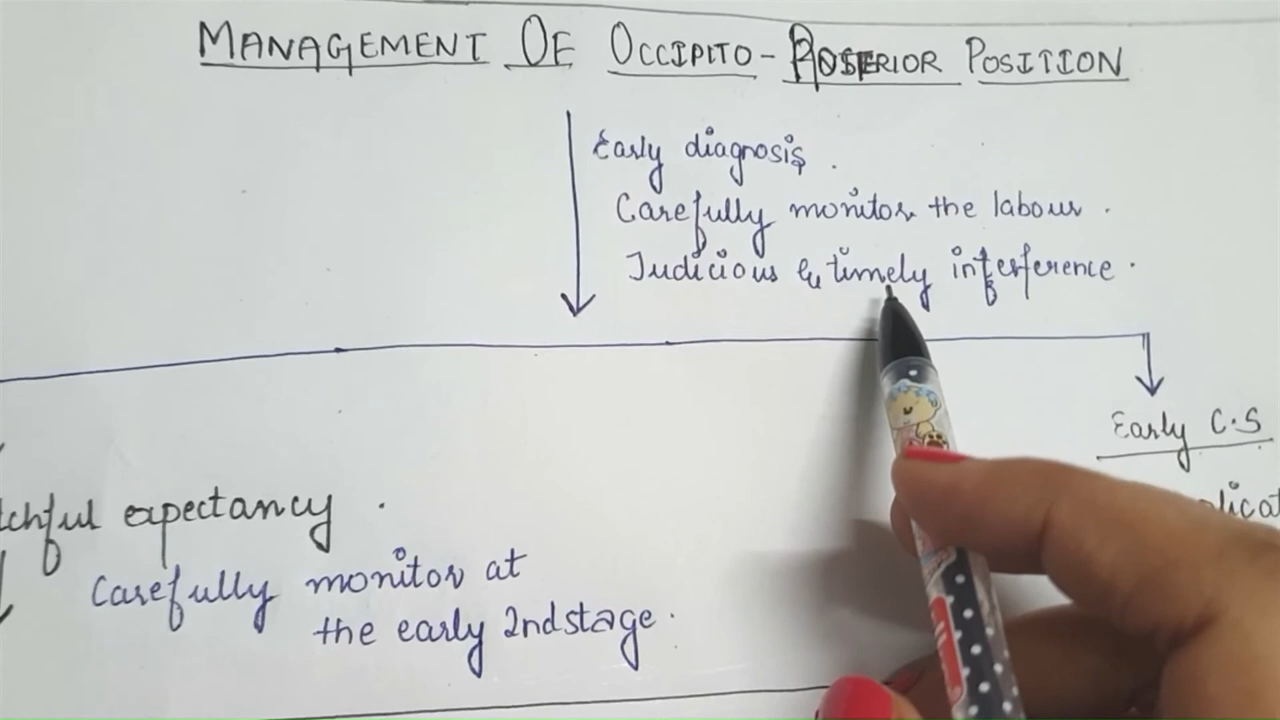 MANAGEMENT OF OCCIPITO-POSTERIOR POSITION
Early diagnosis.
Carefully monitor the labour.
Judicious & timely interference.
Early C.S
tchful expectancy.
Carefully monitor at
the early 2nd stage.